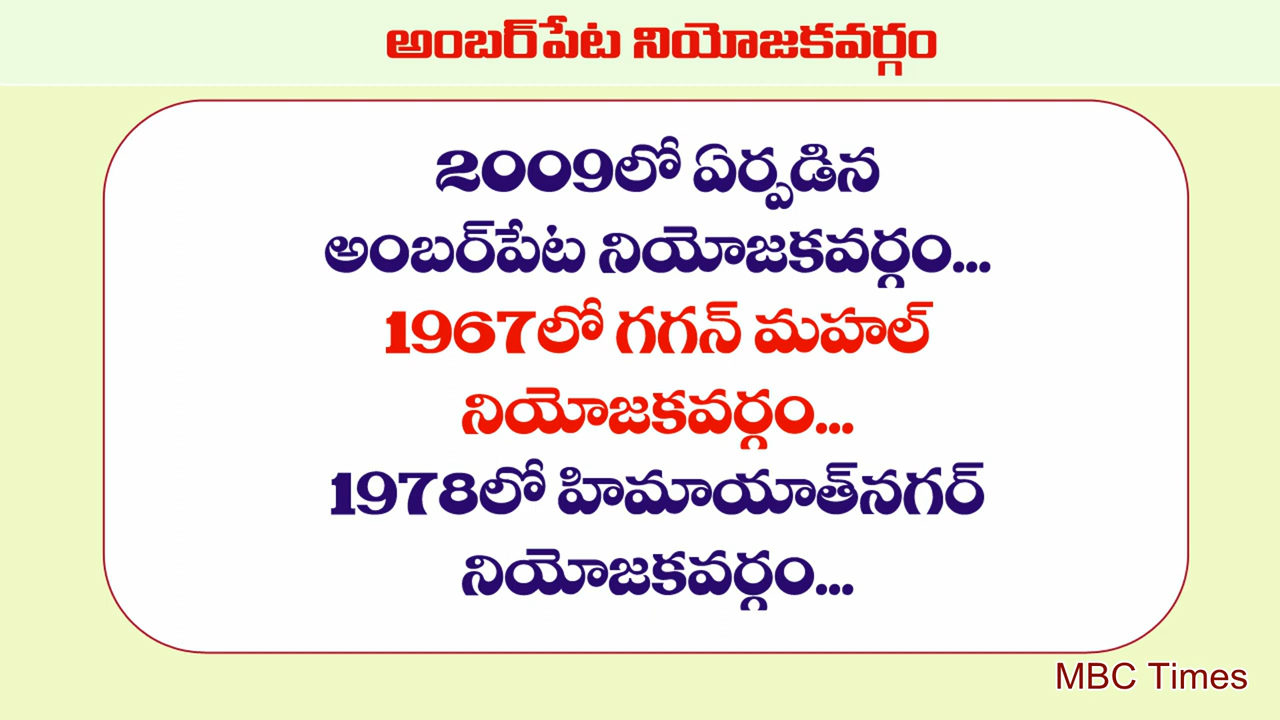 అంబర్‌పేట నియోజకవర్గం
2009లో ఏర్పడిన
అంబర్‌పేట నియోజకవర్గం...
1967లో గగన్ మహల్
నియోజకవర్గం...
1978లో హిమాయాత్‌నగర్
నియోజకవర్గం...
MBC Times